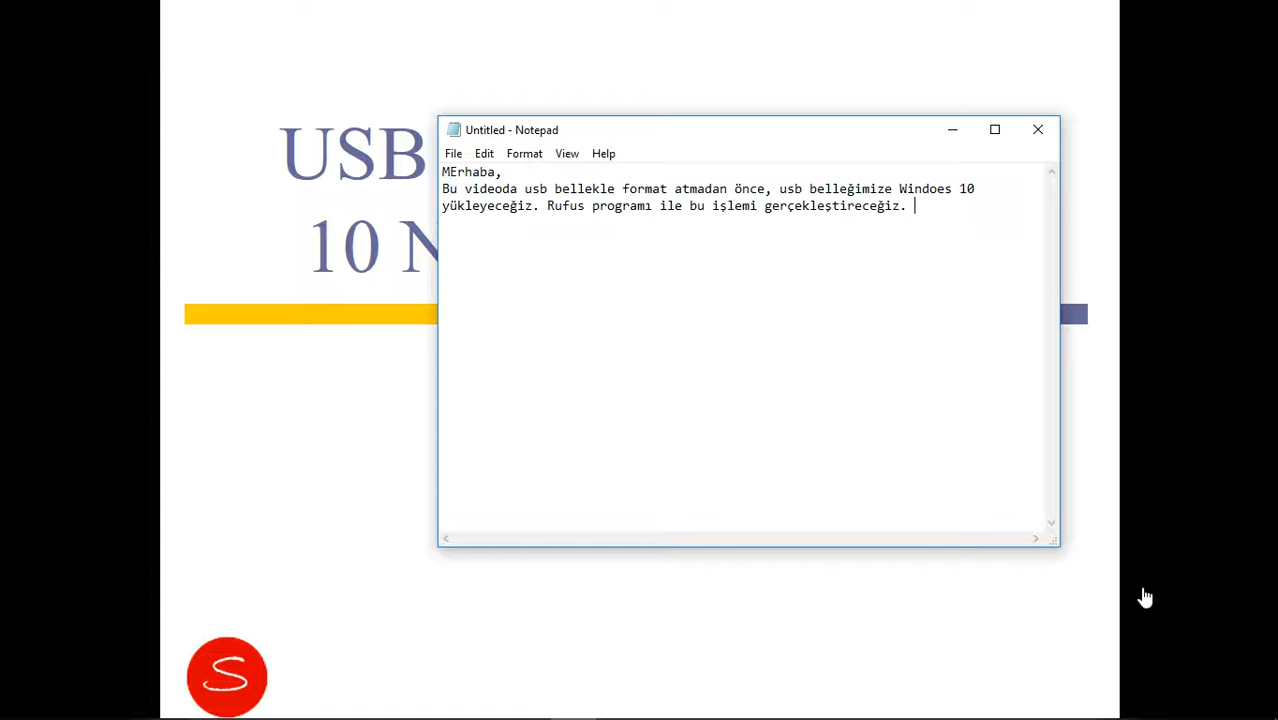 USB
10 N
Untitled - Notepad
File Edit Format View Help
MErhaba,
Bu videoda usb bellekle format atmadan önce, usb belleğimize Windoes 10
yükleyeceğiz. Rufus programı ile bu işlemi gerçekleştireceğiz.
S